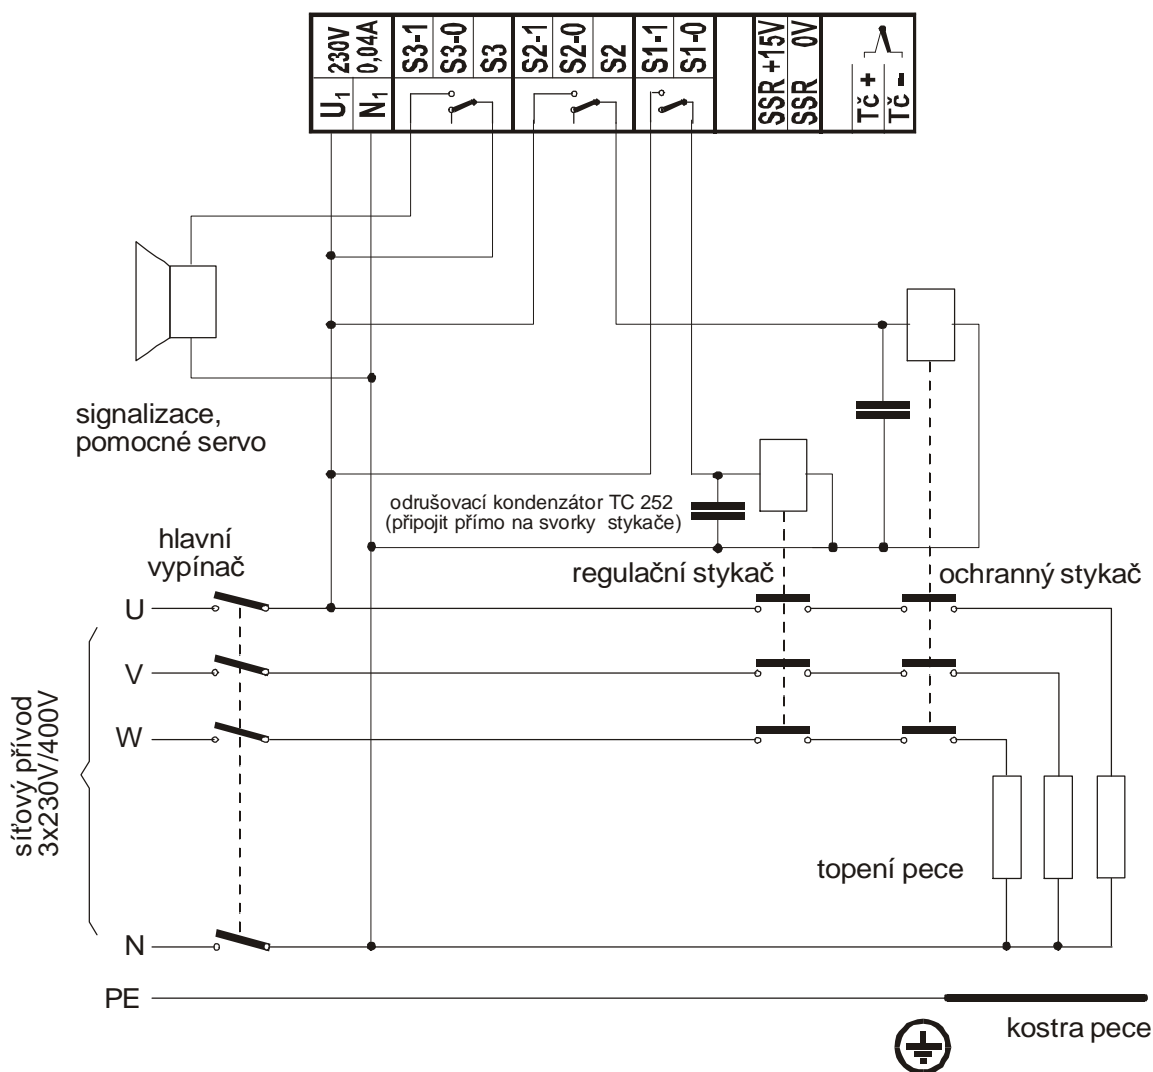 230V
0,04A
S3-1
S3-0
S3
S2-1
S2-0
S2
S1-1
S1-0
SSR +15V
SSR 0V
U1
N1
Tč +
Tč -
signalizace,
pomocné servo
odrušovací kondenzátor TC 252
(připojit přímo na svorky stykače)
hlavní
vypínač
regulační stykač
ochranný stykač
U
V
W
síťový přívod
3x230V/400V
topení pece
N
PE
kostra pece